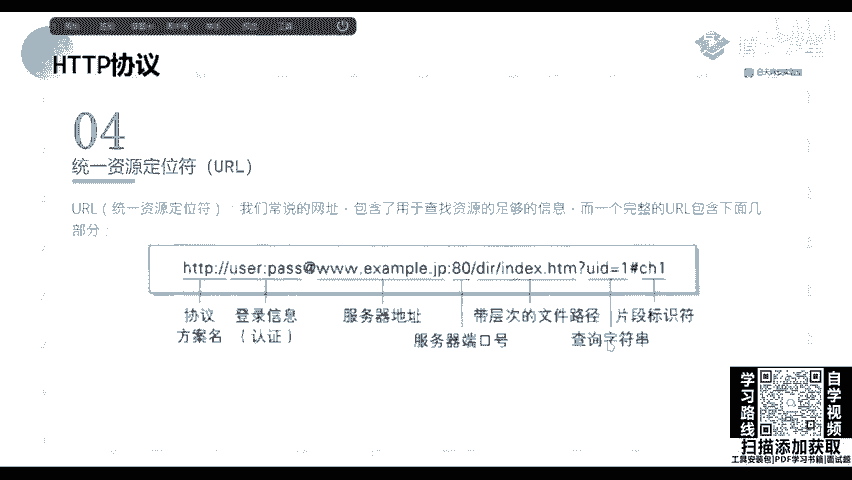 HTTP协议
04
统一资源定位符（URL）
URL（统一资源定位符）：我们常说的网址，包含了用于查找资源的足够的信息，而一个完整的URL包含下面几
部分：
http://user:pass@www.example.jp:80/dir/index.htm?uid=1#ch1
协议
方案名
登录信息
（认证）
服务器地址
服务器端口号
带层次的文件路径
查询字符串
片段标识符
学习路线
自学视频
扫描添加获取
工具安装包|PDF学习书籍|面试题